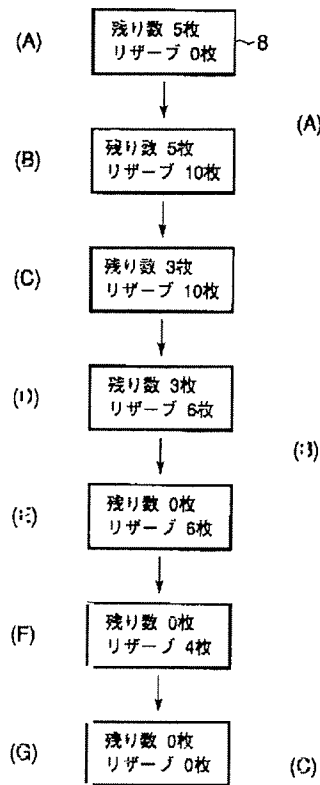 (A)
残り数 5枚
リザーブ 0枚
8
(A)
(B)
残り数 5枚
リザーブ 10枚
(C)
残り数 3枚
リザーブ 10枚
(D)
残り数 3枚
リザーブ 6枚
(B)
(E)
残り数 0枚
リザーブ 6枚
(F)
残り数 0枚
リザーブ 4枚
(G)
残り数 0枚
リザーブ 0枚
(C)